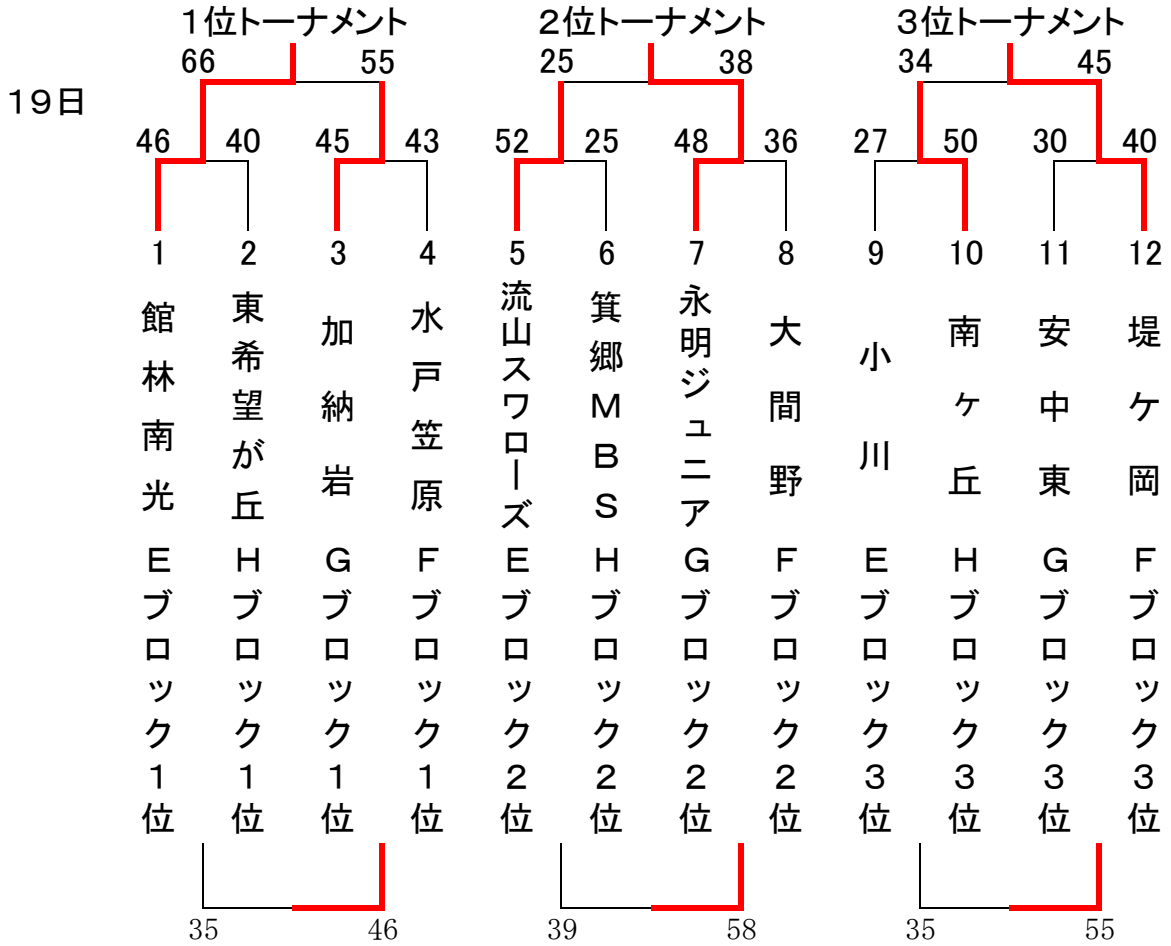 1位トーナメント 2位トーナメント 3位トーナメント
66 55 25 38 34 45
19日
46 40 45 43 52 25 48 36 27 50 30 40
1 2 3 4 5 6 7 8 9 10 11 12
館林南光 Eブロック1位
東希望が丘 Hブロック1位
加納岩 Gブロック1位
水戸笠原 Fブロック1位
流山スワローズ Eブロック2位
箕郷MBS Hブロック2位
永明ジュニア Gブロック2位
大間野 Fブロック2位
小川 Eブロック3位
南ヶ丘 Hブロック3位
安中東 Gブロック3位
堤ケ岡 Fブロック3位
35 46 39 58 35 55